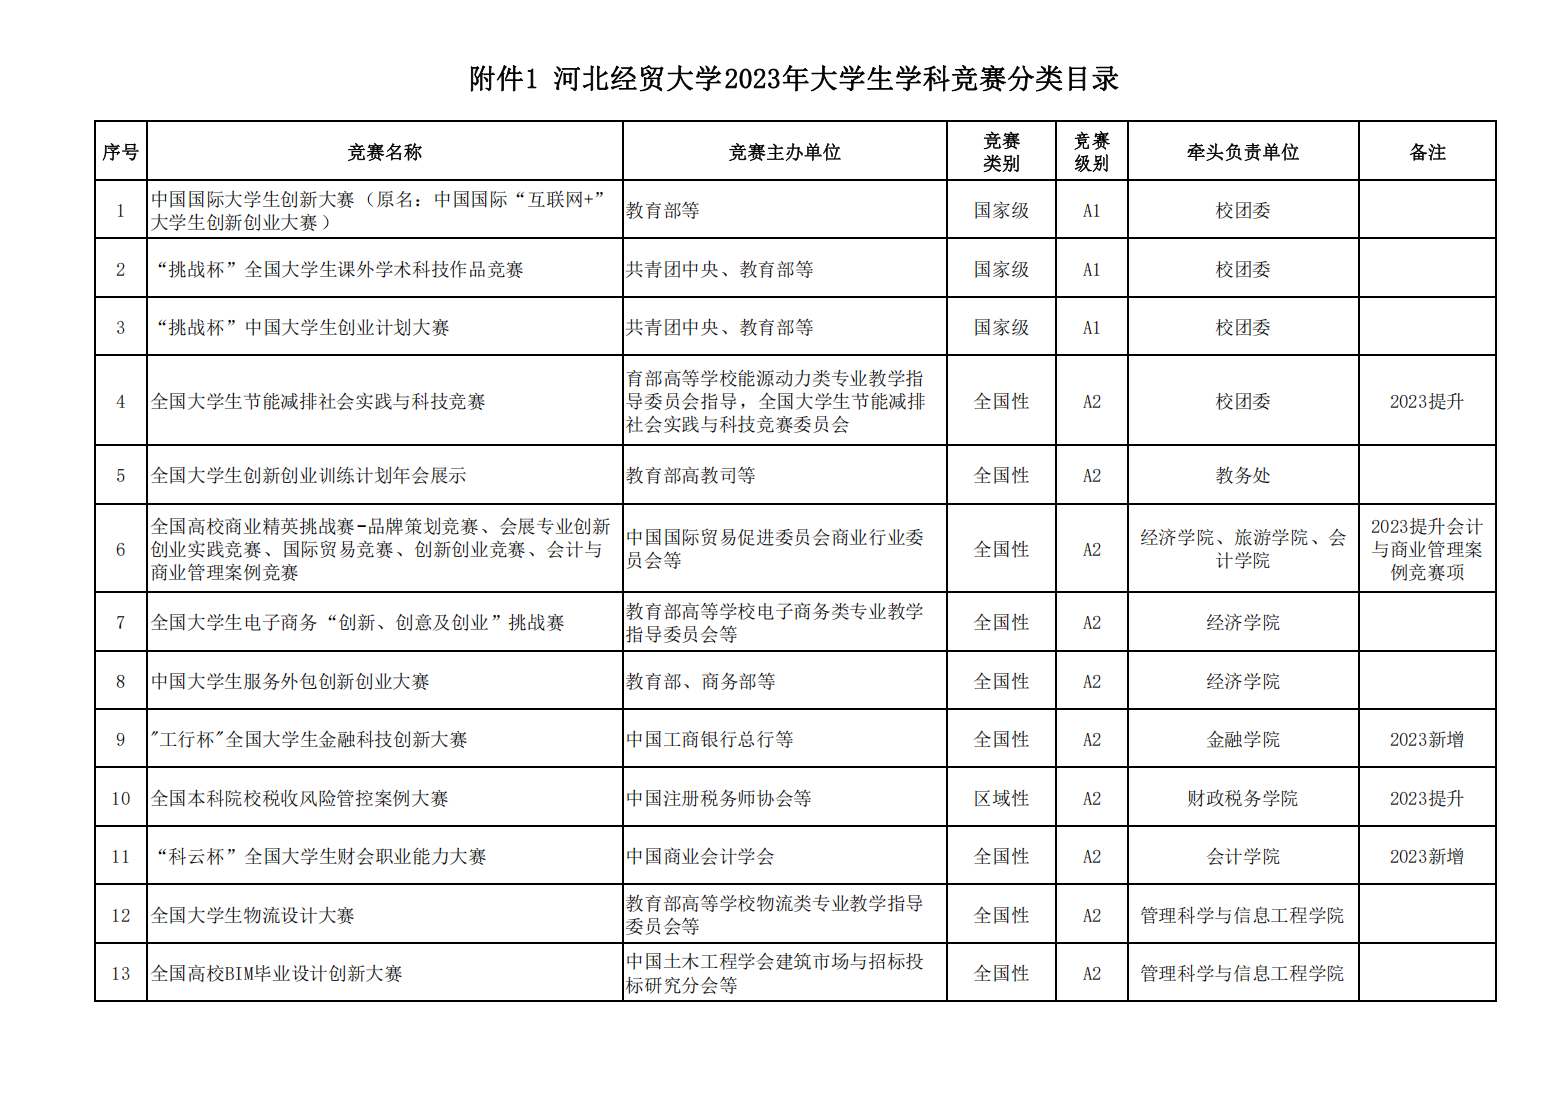 附件1 河北经贸大学2023年大学生学科竞赛分类目录
序号 竞赛名称 竞赛主办单位 竞赛类别 竞赛级别 牵头负责单位 备注
1 中国国际大学生创新大赛（原名：中国国际“互联网+”
大学生创新创业大赛） 教育部等 国家级 A1 校团委
2 “挑战杯”全国大学生课外学术科技作品竞赛 共青团中央、教育部等 国家级 A1 校团委
3 “挑战杯”中国大学生创业计划大赛 共青团中央、教育部等 国家级 A1 校团委
4 全国大学生节能减排社会实践与科技竞赛 育部高等学校能源动力类专业教学指
导委员会指导，全国大学生节能减排
社会实践与科技竞赛委员会 全国性 A2 校团委 2023提升
5 全国大学生创新创业训练计划年会展示 教育部高教司等 全国性 A2 教务处
6 全国高校商业精英挑战赛-品牌策划竞赛、会展专业创新
创业实践竞赛、国际贸易竞赛、创新创业竞赛、会计与
商业管理案例竞赛 中国国际贸易促进委员会商业行业委
员会等 全国性 A2 经济学院、旅游学院、会
计学院 2023提升会计
与商业管理案
例竞赛项
7 全国大学生电子商务“创新、创意及创业”挑战赛 教育部高等学校电子商务类专业教学
指导委员会等 全国性 A2 经济学院
8 中国大学生服务外包创新创业大赛 教育部、商务部等 全国性 A2 经济学院
9 "工行杯"全国大学生金融科技创新大赛 中国工商银行总行等 全国性 A2 金融学院 2023新增
10 全国本科院校税收风险管控案例大赛 中国注册税务师协会等 区域性 A2 财政税务学院 2023提升
11 “科云杯”全国大学生财会职业能力大赛 中国商业会计学会 全国性 A2 会计学院 2023新增
12 全国大学生物流设计大赛 教育部高等学校物流类专业教学指导
委员会等 全国性 A2 管理科学与信息工程学院
13 全国高校BIM毕业设计创新大赛 中国土木工程学会建筑市场与招标投
标研究分会等 全国性 A2 管理科学与信息工程学院